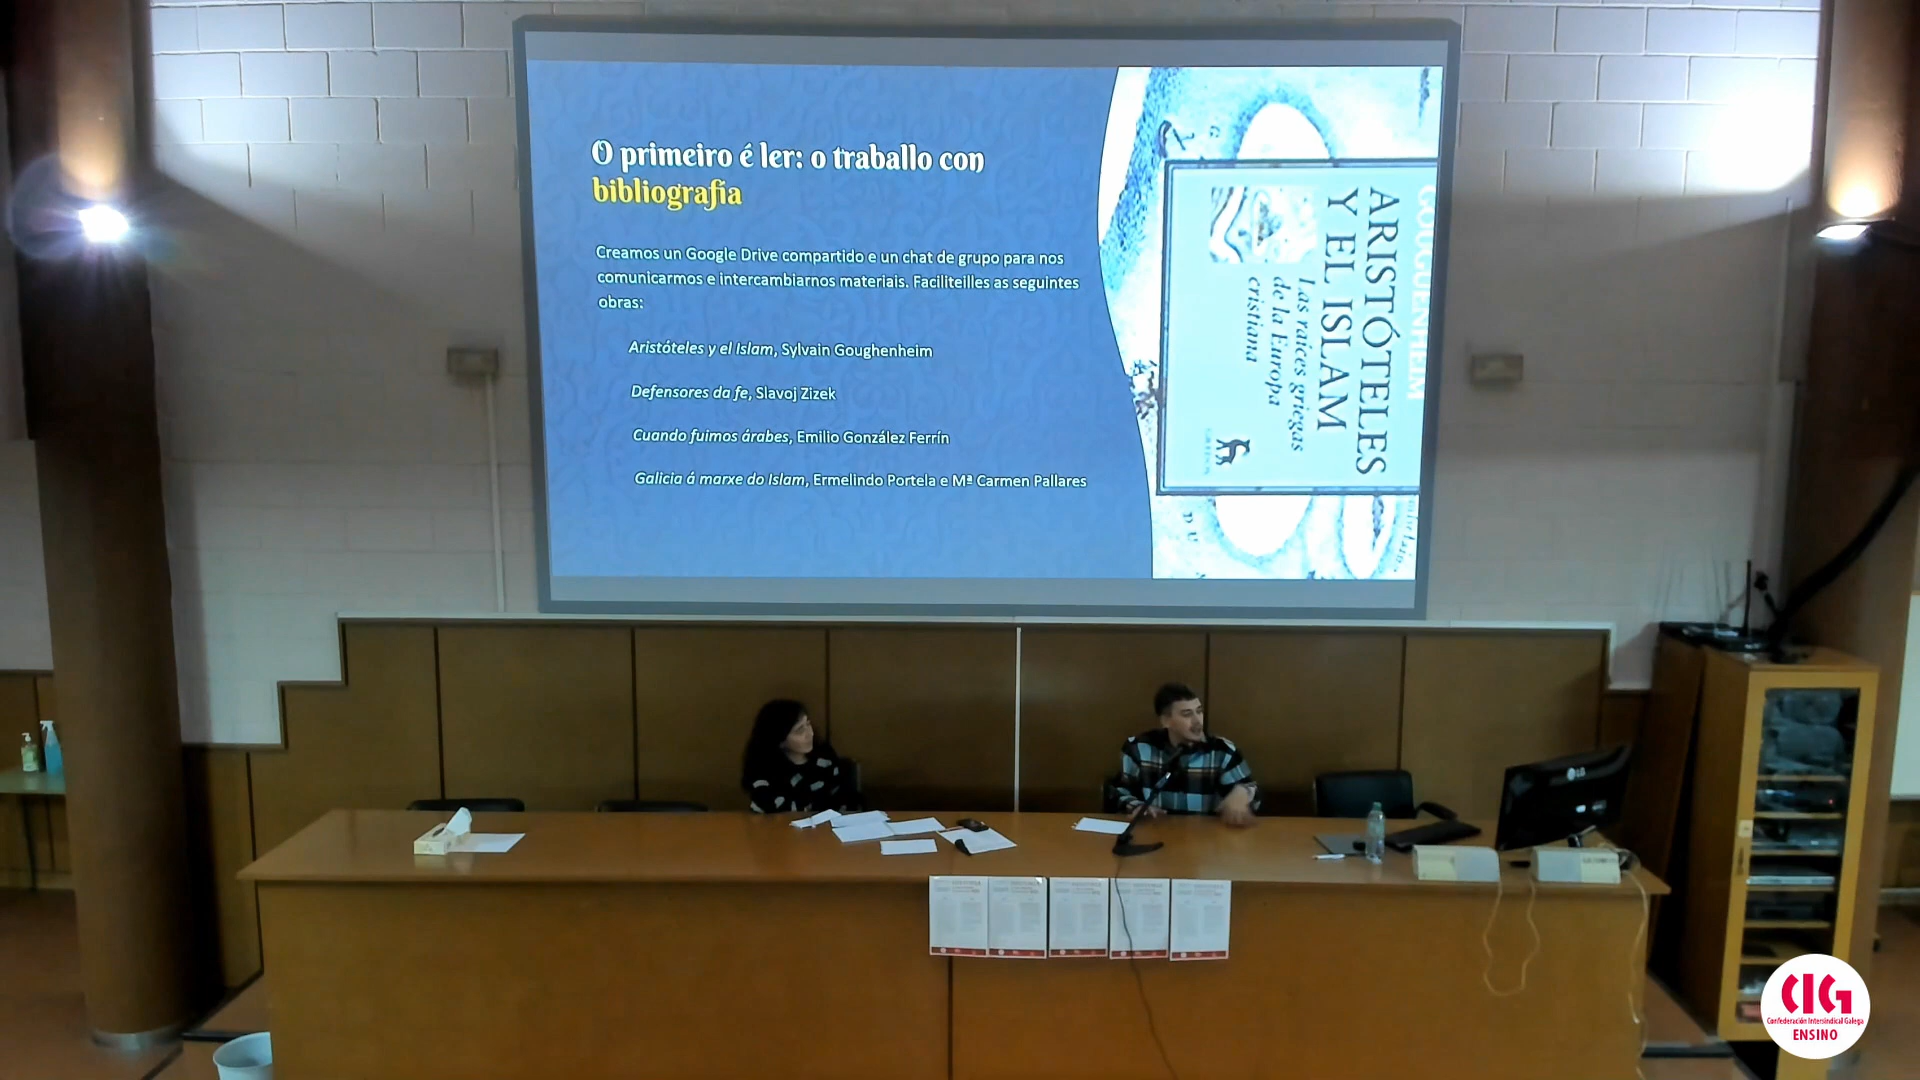 O primeiro é ler: o traballo con
bibliografia
Creamos un Google Drive compartido e un chat de grupo para nos
comunicarmos e intercambiarnos materiais. Faciliteilles as seguintes
obras:
Aristóteles y el Islam, Sylvain Goughenheim
Defensores da fe, Slavoj Zizek
Cuando fuimos árabes, Emilio González Ferrín
Galicia á marxe do Islam, Ermelindo Portela e Mª Carmen Pallares
GOUGUENHEIM
ARISTÓTELES
Y EL ISLAM
Las raíces griegas
de la Europa
cristiana
LG
CIG
Confederación Intersindical Galega
ENSINO